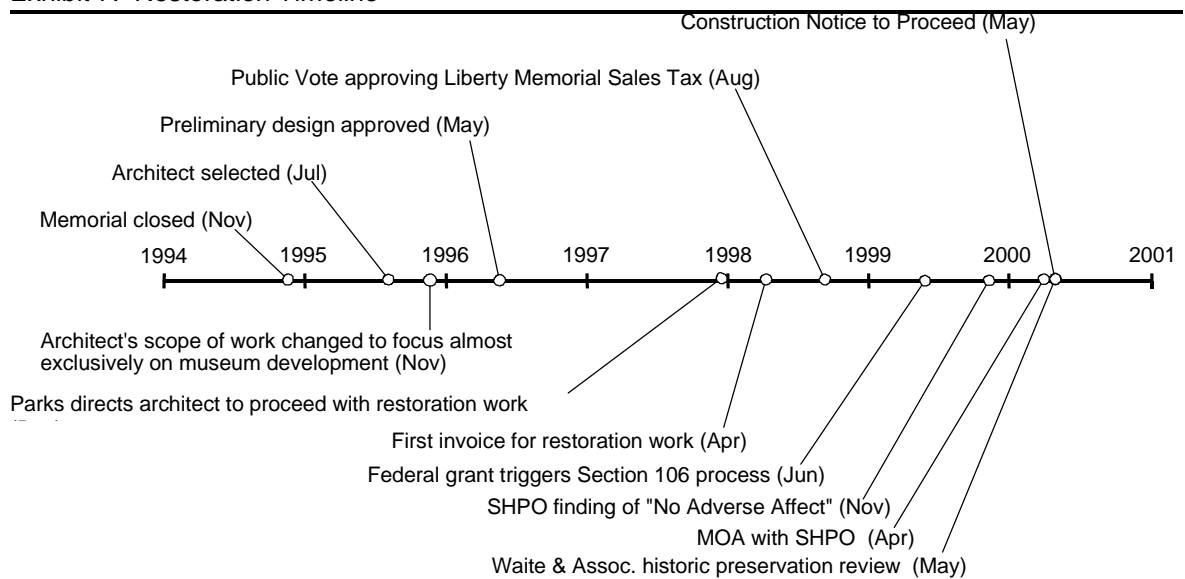 Construction Notice to Proceed (May)
Public Vote approving Liberty Memorial Sales Tax (Aug)
Preliminary design approved (May)
Architect selected (Jul)
Memorial closed (Nov)
1994 1995 1996 1997 1998 1999 2000 2001
Architect's scope of work changed to focus almost
exclusively on museum development (Nov)
Parks directs architect to proceed with restoration work
First invoice for restoration work (Apr)
Federal grant triggers Section 106 process (Jun)
SHPO finding of "No Adverse Affect" (Nov)
MOA with SHPO (Apr)
Waite & Assoc. historic preservation review (May)